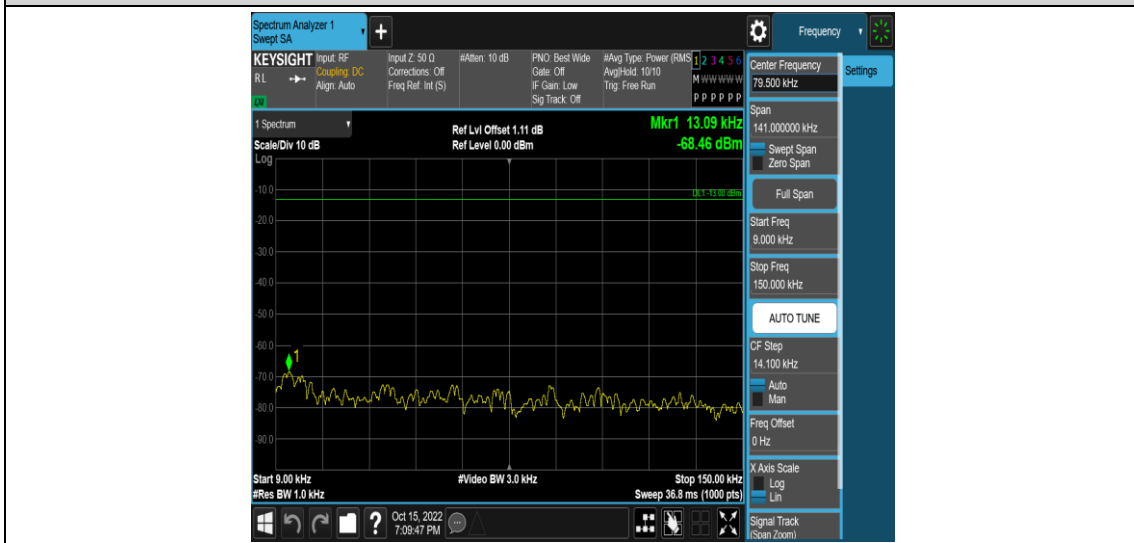 Spectrum Analyzer 1
Swept SA
+
Frequency
KEYSIGHT
RL
LXI
Input: RF
Coupling: DC
Align: Auto
Input Z: 50 Ω
Corrections: Off
Freq Ref: Int (S)
#Atten: 10 dB
PNO: Best Wide
Gate: Off
IF Gain: Low
Sig Track: Off
#Avg Type: Power (RMS
Avg|Hold: 10/10
Trig: Free Run
1 2 3 4 5 6
M W W W W W
P P P P P P
1 Spectrum
Scale/Div 10 dB
Log
Ref Lvl Offset 1.11 dB
Ref Level 0.00 dBm
Mkr1 13.09 kHz
-68.46 dBm
DL1 -13.00 dBm
-10.0
-20.0
-30.0
-40.0
-50.0
-60.0
1
-70.0
-80.0
-90.0
Start 9.00 kHz
#Res BW 1.0 kHz
#Video BW 3.0 kHz
Stop 150.00 kHz
Sweep 36.8 ms (1000 pts)
?
Oct 15, 2022
7:09:47 PM
Center Frequency
79.500 kHz
Settings
Span
141.000000 kHz
Swept Span
Zero Span
Full Span
Start Freq
9.000 kHz
Stop Freq
150.000 kHz
AUTO TUNE
CF Step
14.100 kHz
Auto
Man
Freq Offset
0 Hz
X Axis Scale
Log
Lin
Signal Track
(Span Zoom)